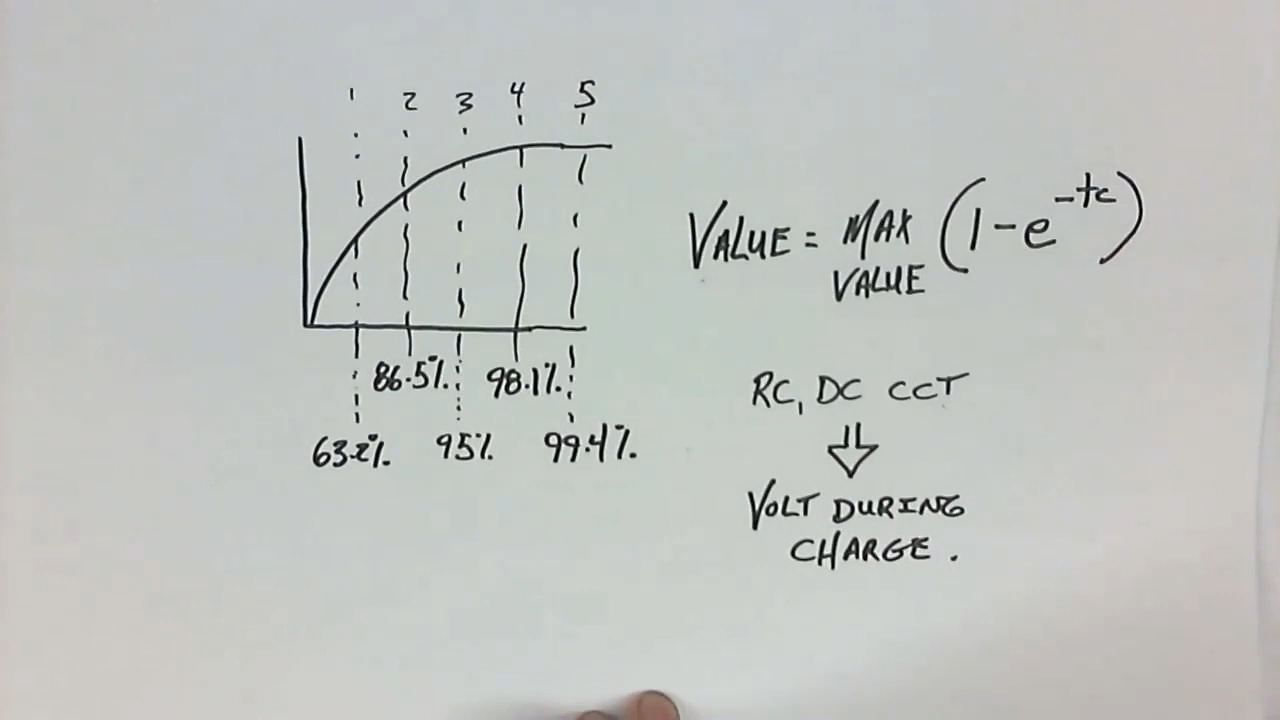 1 2 3 4 5
VALUE = MAX VALUE (1-e^-tc)
86.5% 98.1%
63.2% 95% 99.4%
RC, DC CCT
VOLT DURING
CHARGE.